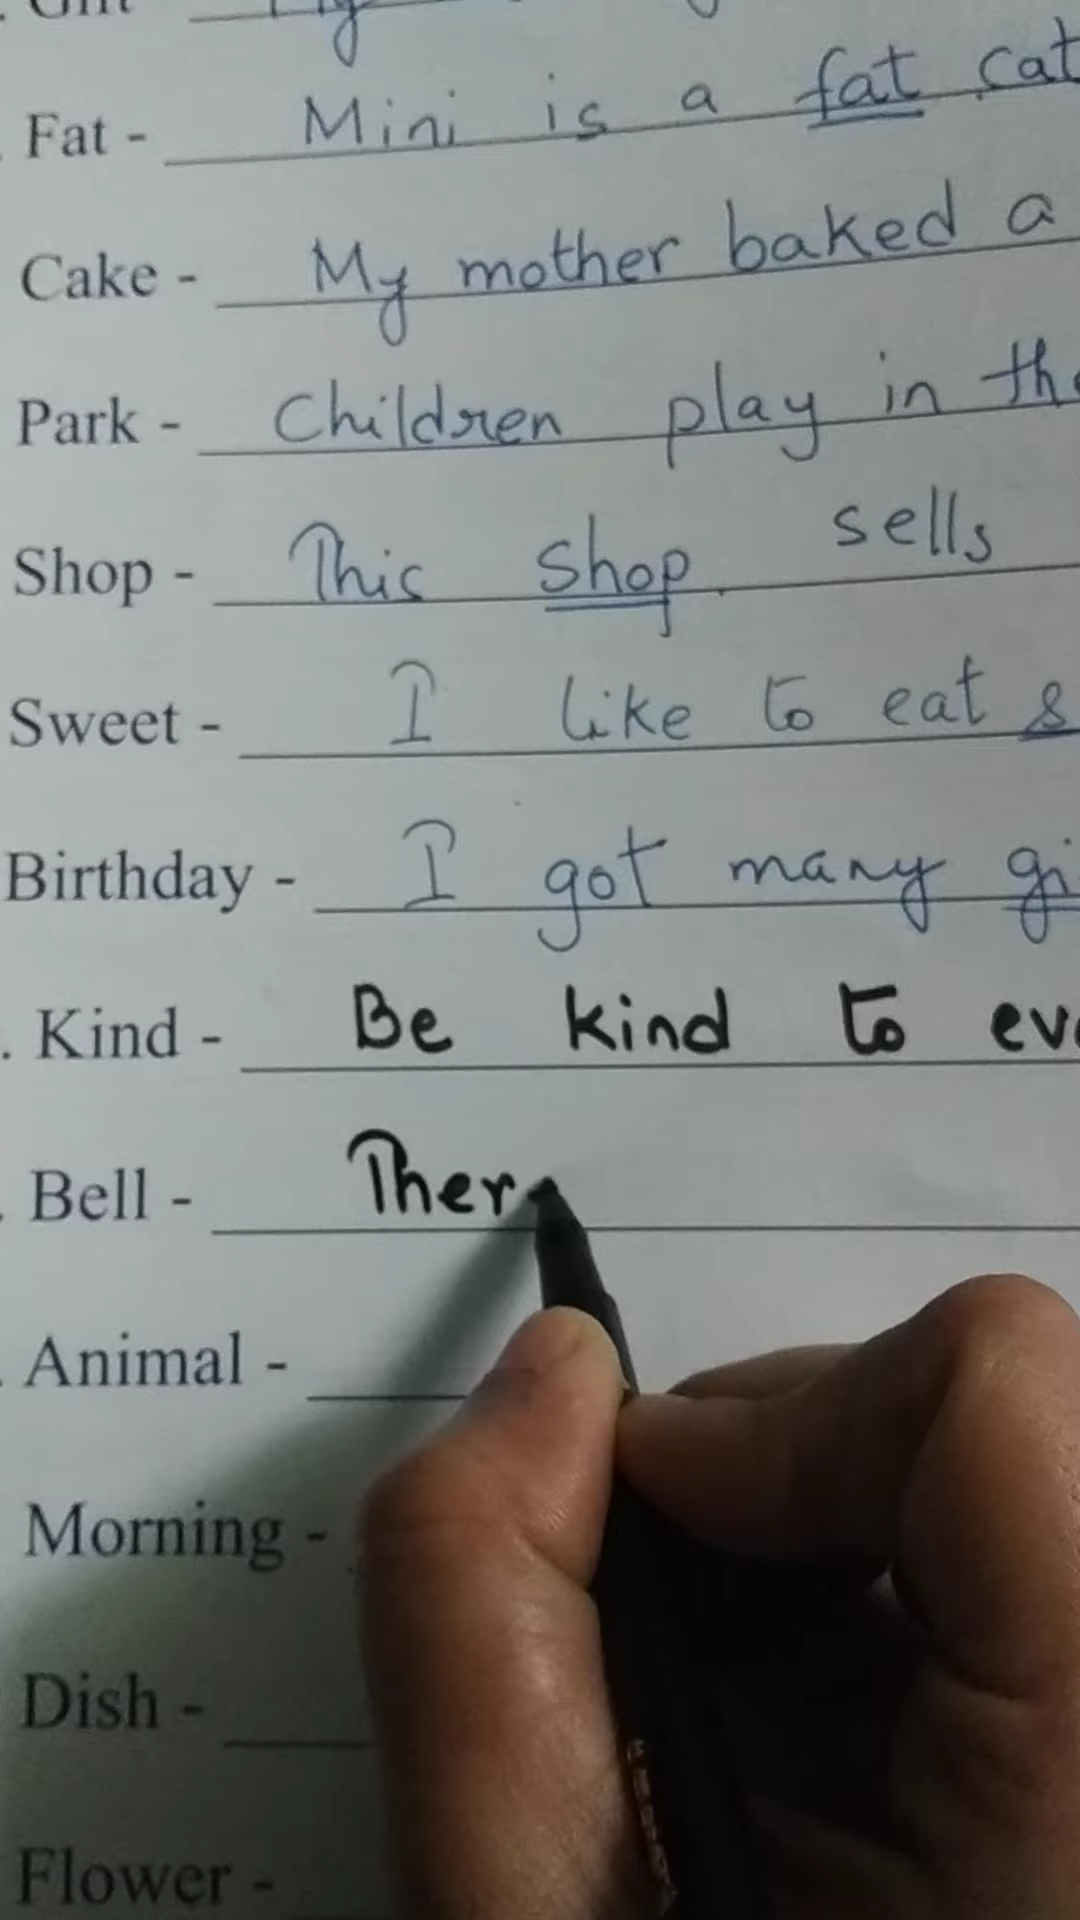 Fat - Mini is a fat cat
Cake - My mother baked a
Park - Children play in the
Shop - This shop sells
Sweet - I like to eat
Birthday - I got many
. Kind - Be kind to
. Bell - Ther
. Animal -
Morning -
Dish -
Flower -